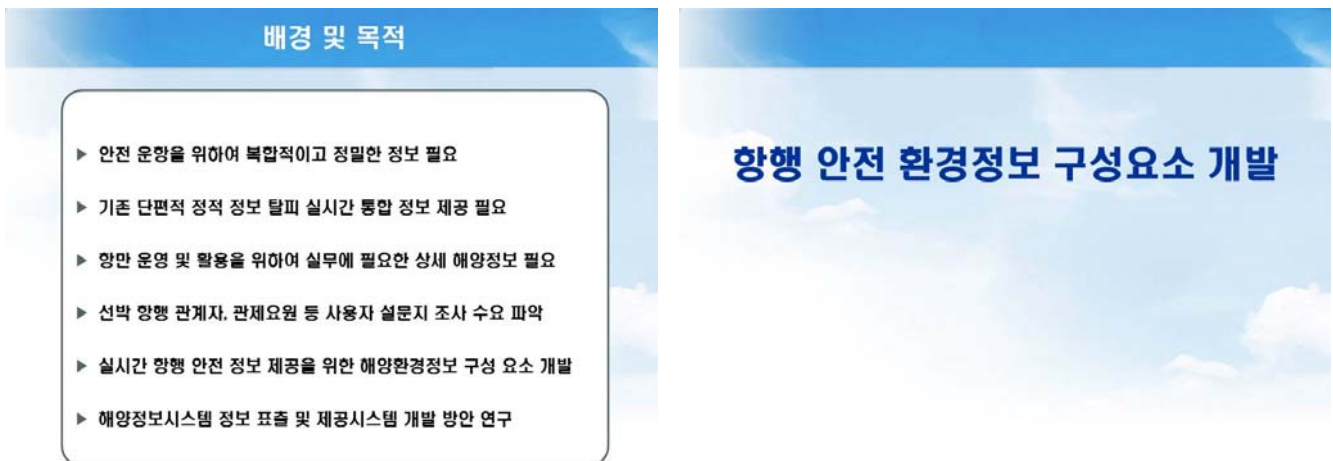 배경 및 목적
▶ 안전 운항을 위하여 복합적이고 정밀한 정보 필요
▶ 기존 단편적 정적 정보 탈피 실시간 통합 정보 제공 필요
▶ 항만 운영 및 활용을 위하여 실무에 필요한 상세 해양정보 필요
▶ 선박 항행 관계자, 관제요원 등 사용자 설문지 조사 수요 파악
▶ 실시간 항행 안전 정보 제공을 위한 해양환경정보 구성 요소 개발
▶ 해양정보시스템 정보 표출 및 제공시스템 개발 방안 연구
항행 안전 환경정보 구성요소 개발